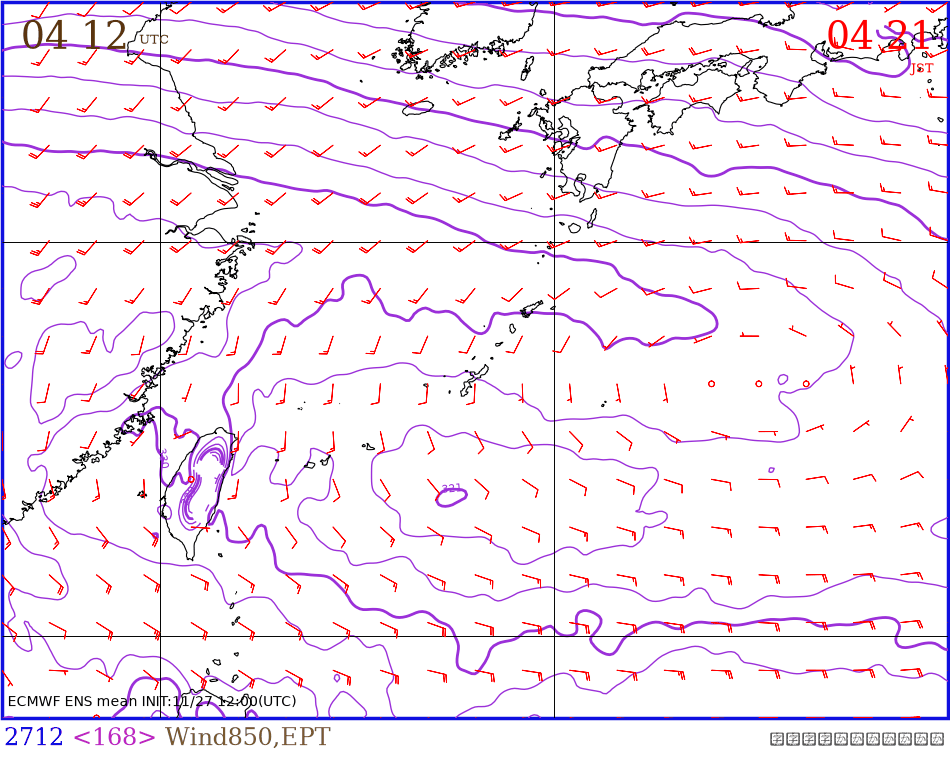 04 12 UTC
04 21 JST
330
321
ECMWF ENS mean INIT:11/27 12:00(UTC)
2712 <168> Wind850,EPT